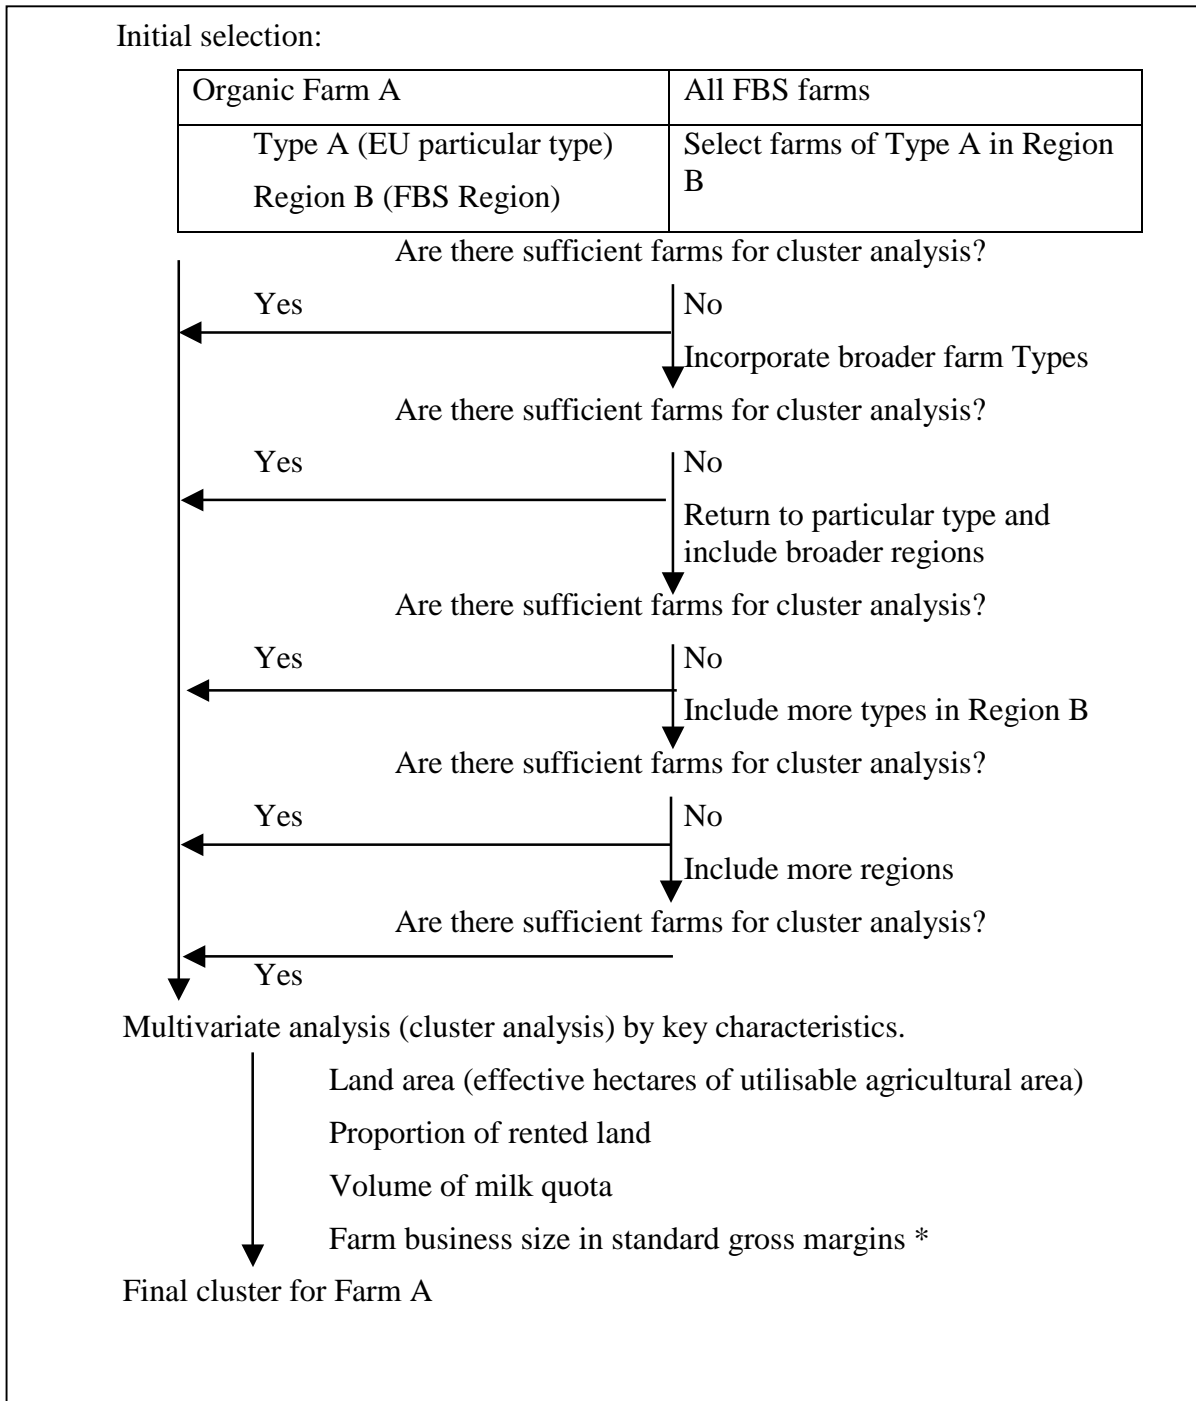 Initial selection:
Organic Farm A
All FBS farms
Type A (EU particular type)
Region B (FBS Region)
Select farms of Type A in Region
B
Are there sufficient farms for cluster analysis?
Yes
No
Incorporate broader farm Types
Are there sufficient farms for cluster analysis?
Yes
No
Return to particular type and
include broader regions
Are there sufficient farms for cluster analysis?
Yes
No
Include more types in Region B
Are there sufficient farms for cluster analysis?
Yes
No
Include more regions
Are there sufficient farms for cluster analysis?
Yes
Multivariate analysis (cluster analysis) by key characteristics.
Land area (effective hectares of utilisable agricultural area)
Proportion of rented land
Volume of milk quota
Farm business size in standard gross margins *
Final cluster for Farm A